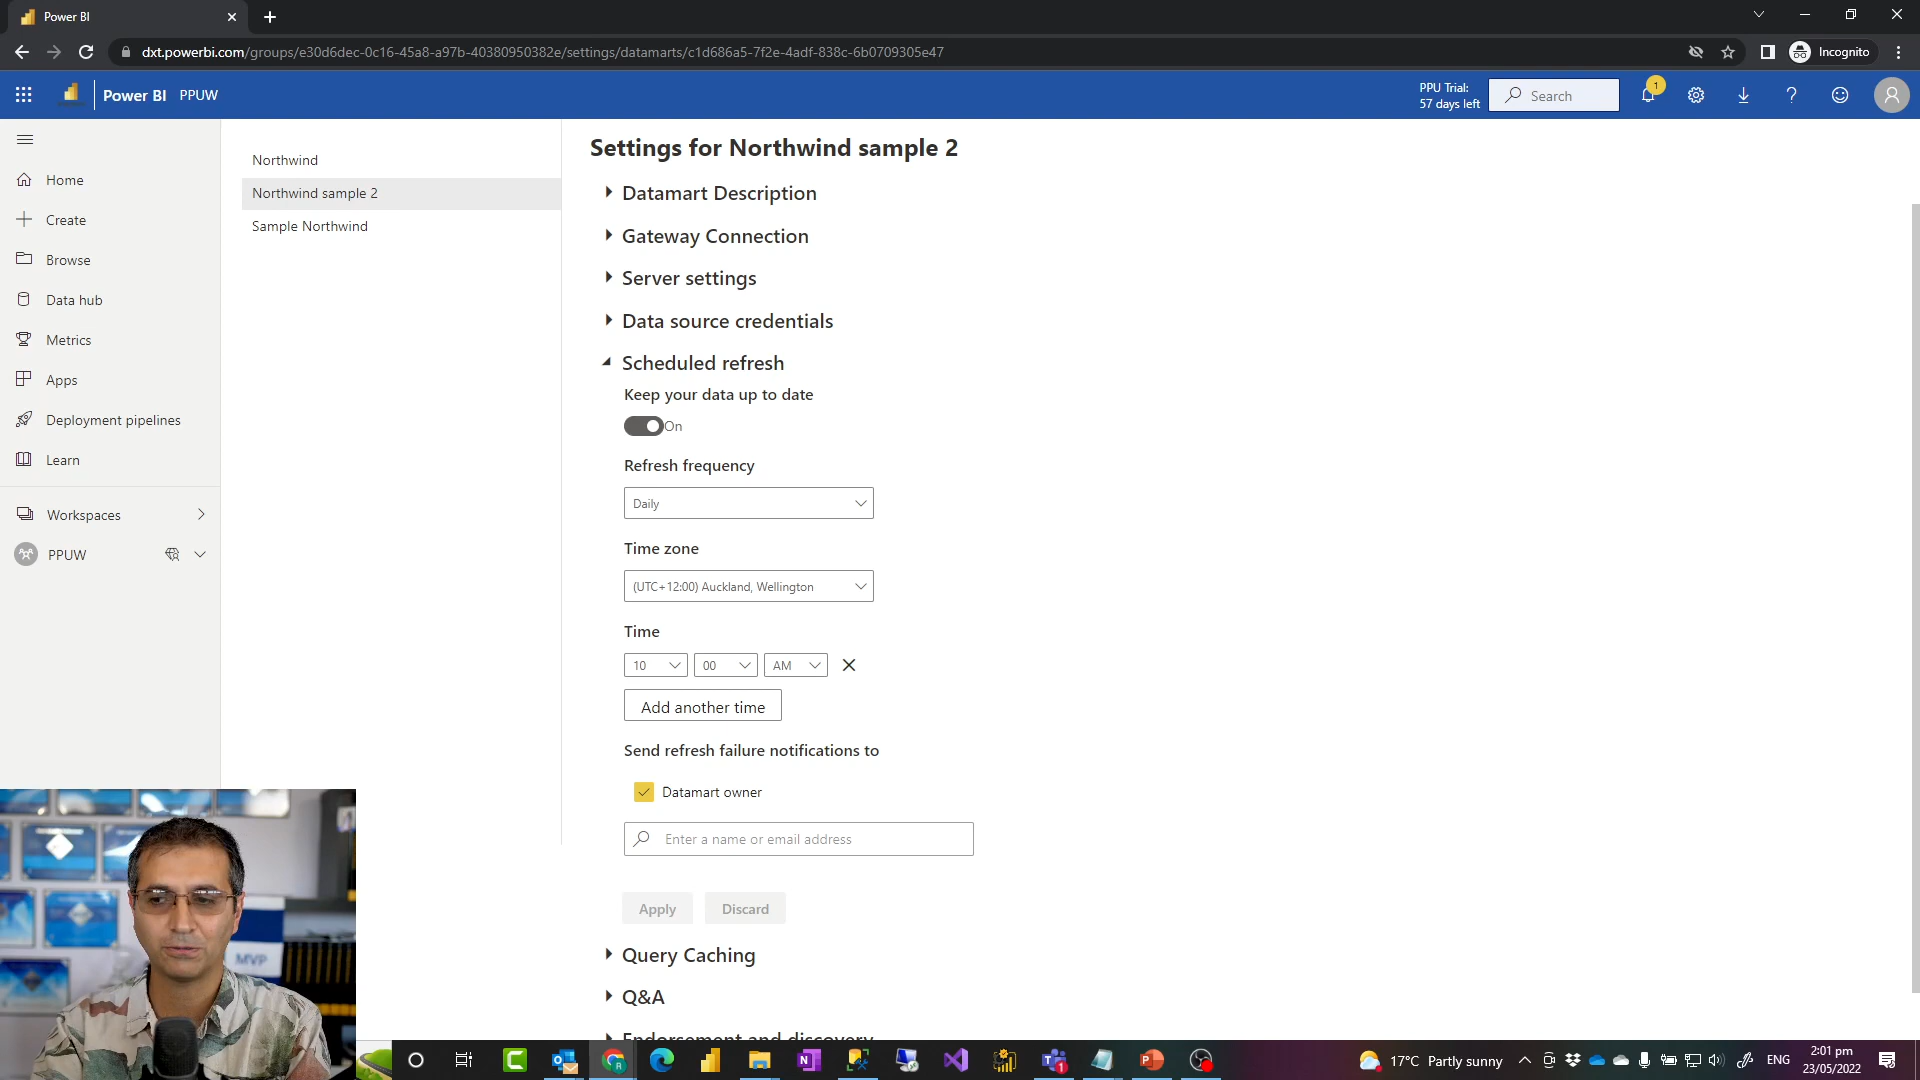 Power BI
dxt.powerbi.com/groups/e30d6dec-0c16-45a8-a97b-40380950382e/settings/datamarts/c1d686a5-7f2e-4adf-838c-6b0709305e47
Incognito
Power BI PPUW
PPU Trial:
57 days left
Search
1
Home
Create
Browse
Data hub
Metrics
Apps
Deployment pipelines
Learn
Workspaces
PPUW
Northwind
Northwind sample 2
Sample Northwind
Settings for Northwind sample 2
Datamart Description
Gateway Connection
Server settings
Data source credentials
Scheduled refresh
Keep your data up to date
On
Refresh frequency
Daily
Time zone
(UTC+12:00) Auckland, Wellington
Time
10 00 AM
Add another time
Send refresh failure notifications to
Datamart owner
Enter a name or email address
Apply Discard
Query Caching
Q&A
Endorsement and discovery
MVP
17°C Partly sunny
ENG
2:01 pm
23/05/2022